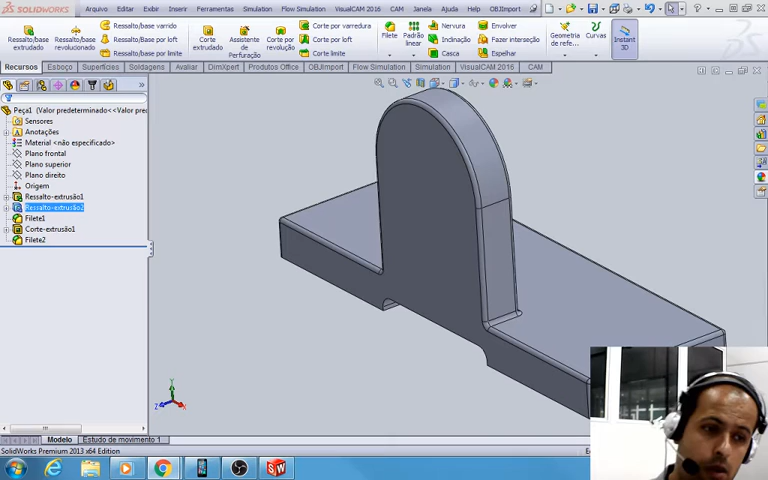 SOLIDWORKS Arquivo Editar Exibir Inserir Ferramentas Simulation Flow Simulation VisualCAM 2016 CAM Janela Ajuda Help OBJImport
Ressalto/base extrudado
Ressalto/base revolucionado
Ressalto/base varrido
Ressalto/base por loft
Ressalto/base por limite
Corte extrudado
Assistente de Perfuração
Corte por revolução
Corte por varredura
Corte por loft
Corte limite
Filete
Padrão linear
Nervura
Inclinação
Casca
Envolver
Fazer interseção
Espelhar
Geometria de refe...
Curvas
Instant 3D
Recursos Esboço Superfícies Soldagens Avaliar DimXpert Produtos Office OBJImport Flow Simulation Simulation VisualCAM 2016 CAM
Peça1 (Valor predeterminado<<Valor pre
Sensores
Anotações
Material <não especificado>
Plano frontal
Plano superior
Plano direito
Origem
Ressalto-extrusão1
Ressalto-extrusão2
Filete1
Corte-extrusão1
Filete2
Y
Z X
Modelo Estudo de movimento 1
SolidWorks Premium 2013 x64 Edition